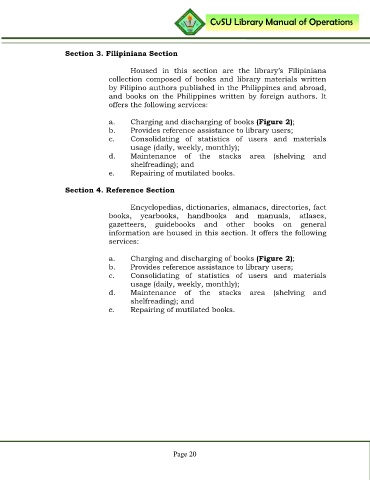 CvSU Library Manual of Operations
Section 3. Filipiniana Section
Housed in this section are the library's Filipiniana
collection composed of books and library materials written
by Filipino authors published in the Philippines and abroad,
and books on the Philippines written by foreign authors. It
offers the following services:
a. Charging and discharging of books (Figure 2);
b. Provides reference assistance to library users;
c. Consolidating of statistics of users and materials
usage (daily, weekly, monthly);
d. Maintenance of the stacks area (shelving and
shelfreading); and
e. Repairing of mutilated books.
Section 4. Reference Section
Encyclopedias, dictionaries, almanacs, directories, fact
books, yearbooks, handbooks and manuals, atlases,
gazetteers, guidebooks and other books on general
information are housed in this section. It offers the following
services:
a. Charging and discharging of books (Figure 2);
b. Provides reference assistance to library users;
c. Consolidating of statistics of users and materials
usage (daily, weekly, monthly);
d. Maintenance of the stacks area (shelving and
shelfreading); and
e. Repairing of mutilated books.
Page 20